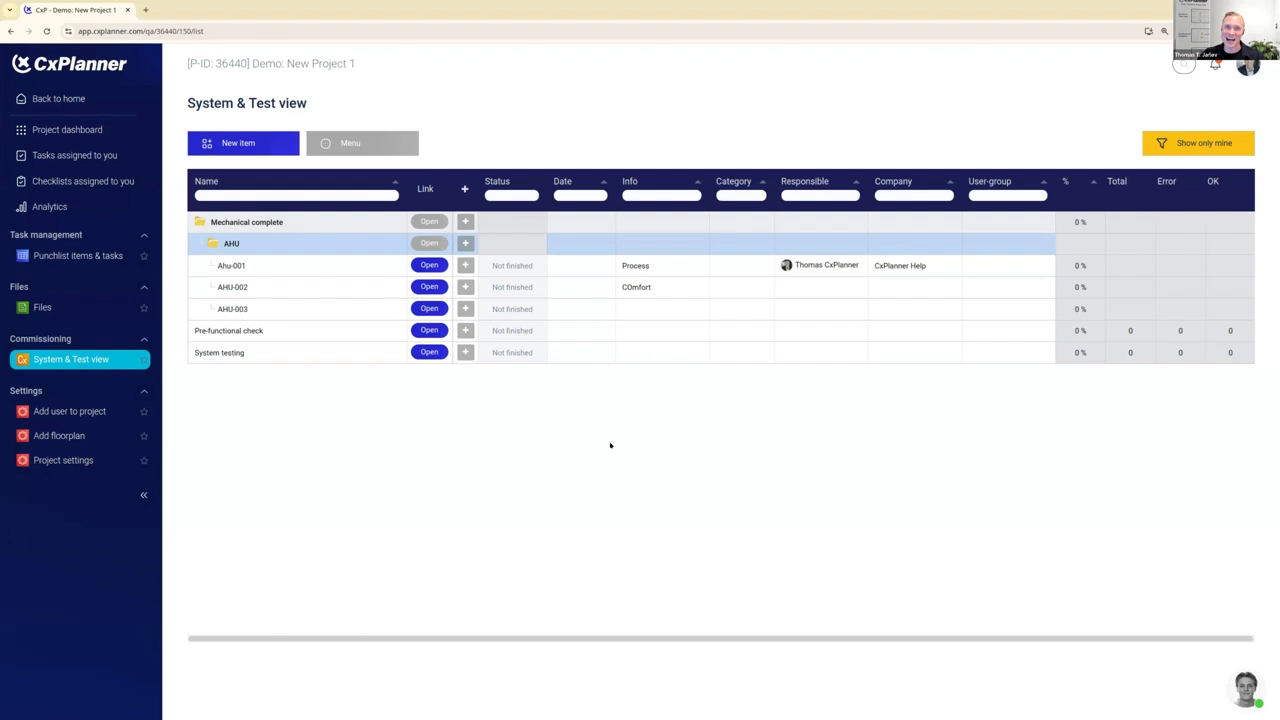 CxP - Demo: New Project 1
app.cxplanner.com/qa/36440/150/list
Thomas T. Jarløv
CxPlanner
[P-ID: 36440] Demo: New Project 1
Back to home
System & Test view
Project dashboard
New item Menu Show only mine
Tasks assigned to you
Checklists assigned to you
Name Link Status Date Info Category Responsible Company User-group % Total Error OK
Analytics
Mechanical complete Open 0 %
Task management
AHU Open
Punchlist items & tasks
Ahu-001 Open Not finished Process Thomas CxPlanner CxPlanner Help 0 %
Files
AHU-002 Open Not finished COmfort 0 %
Files
AHU-003 Open Not finished 0 %
Pre-functional check Open Not finished 0 % 0 0 0
Commissioning
System testing Open Not finished 0 % 0 0 0
Cx System & Test view
Settings
Add user to project
Add floorplan
Project settings